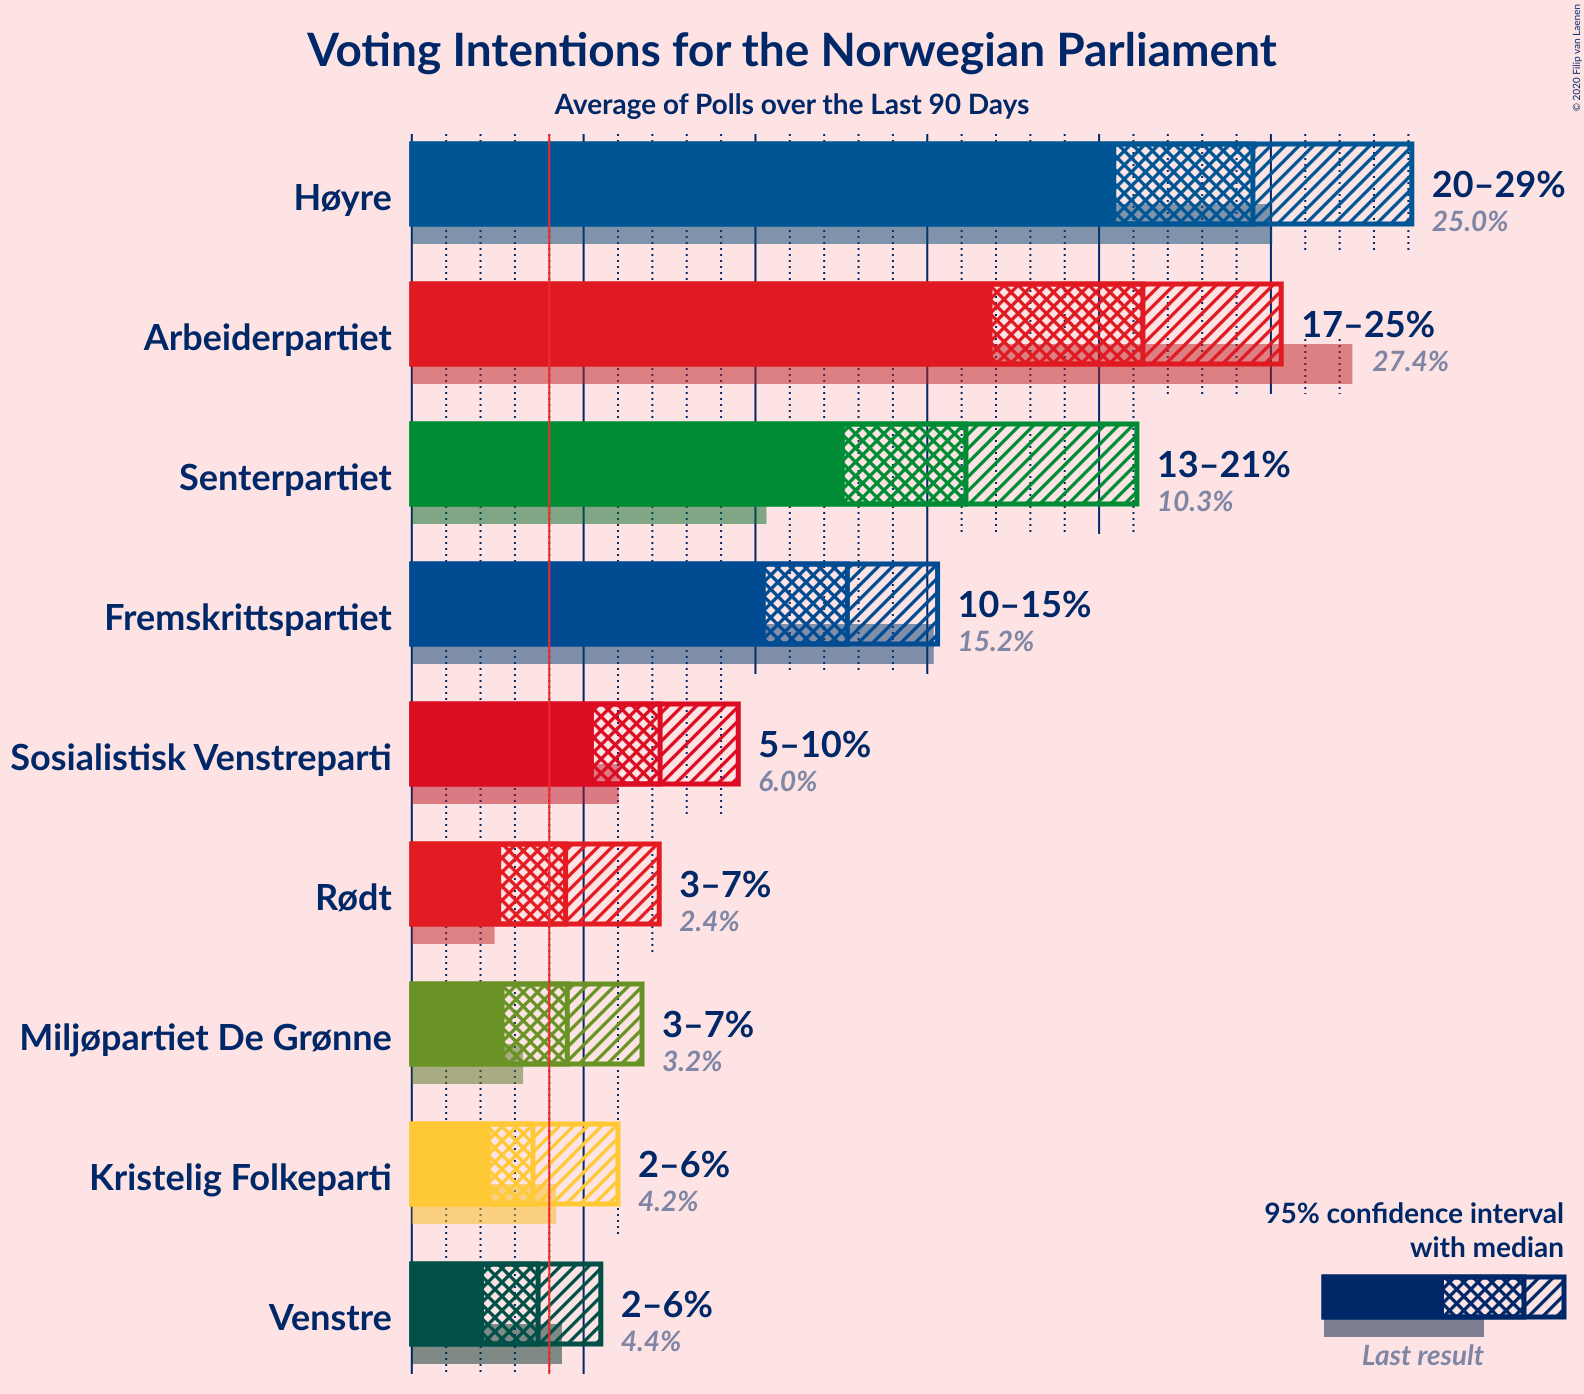 Voting Intentions for the Norwegian Parliament
Average of Polls over the Last 90 Days
© 2020 Filip van Laenen
Høyre
20–29%
25.0%
Arbeiderpartiet
17–25%
27.4%
Senterpartiet
13–21%
10.3%
Fremskrittspartiet
10–15%
15.2%
Sosialistisk Venstreparti
5–10%
6.0%
Rødt
3–7%
2.4%
Miljøpartiet De Grønne
3–7%
3.2%
Kristelig Folkeparti
2–6%
4.2%
Venstre
2–6%
4.4%
95% confidence interval
with median
Last result